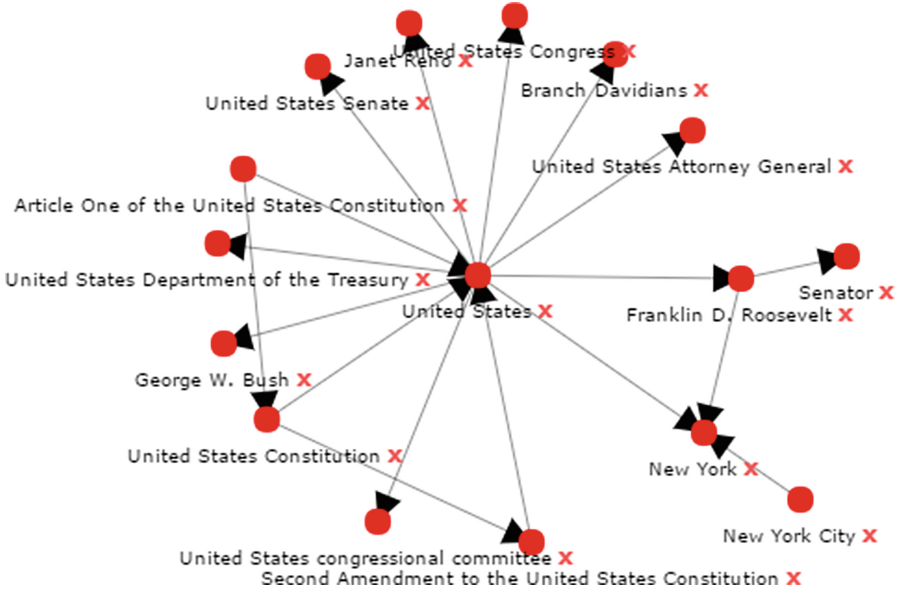 United States Congress x
Janet Reno x
Branch Davidians x
United States Senate x
United States Attorney General x
Article One of the United States Constitution x
United States Department of the Treasury x
Senator x
United States x
Franklin D. Roosevelt x
George W. Bush x
United States Constitution x
New York x
New York City x
United States congressional committee x
Second Amendment to the United States Constitution x